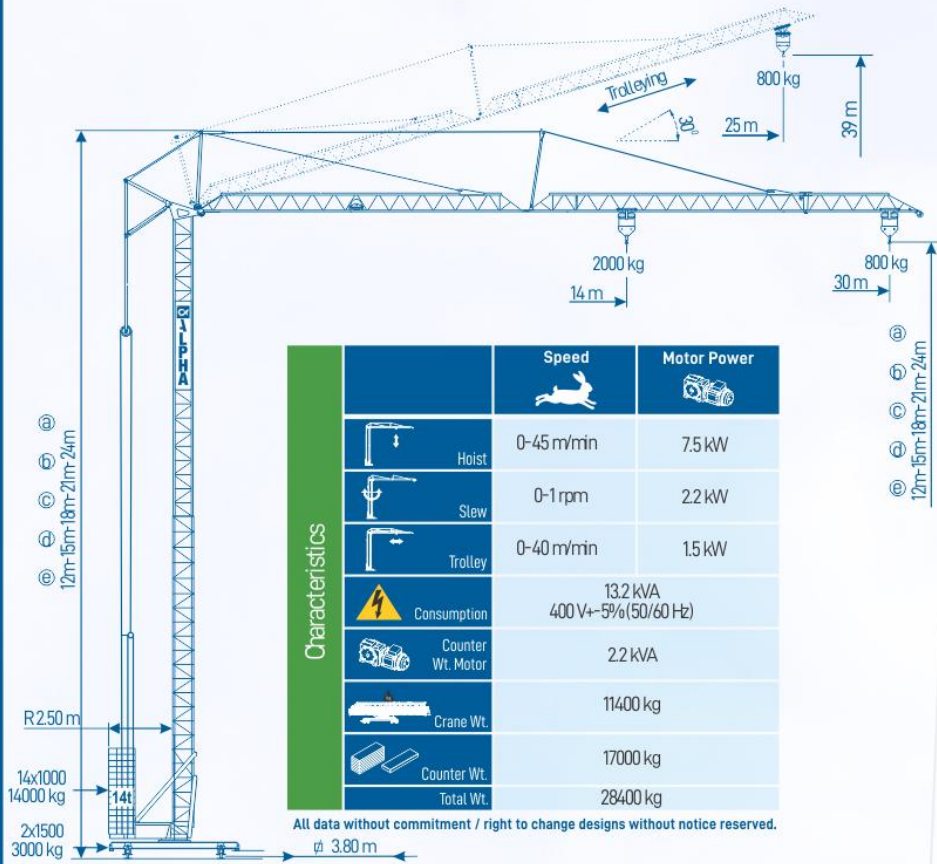 Trolleying
30°
800 kg
25 m
39 m
2000 kg
14 m
800 kg
30 m
ALPHA
ⓐ
ⓑ
ⓒ
ⓓ
ⓔ
12m-15m-18m-21m-24m
ⓐ
ⓑ
ⓒ
ⓓ
ⓔ
12m-15m-18m-21m-24m
R 2.50 m
14x1000
14000 kg
14t
2x1500
3000 kg
ɸ 3.80 m
Characteristics
Speed Motor Power
Hoist 0-45 m/min 7.5 kW
Slew 0-1 rpm 2.2 kW
Trolley 0-40 m/min 1.5 kW
Consumption 13.2 kVA
400 V+-5% (50/60 Hz)
Counter
Wt. Motor 2.2 kVA
Crane Wt. 11400 kg
Counter Wt. 17000 kg
Total Wt. 28400 kg
All data without commitment / right to change designs without notice reserved.